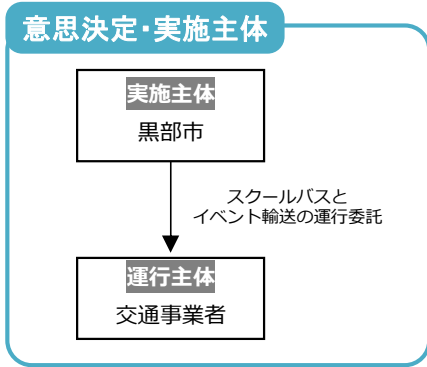 意思決定・実施主体
実施主体
黒部市
スクールバスと
イベント輸送の運行委託
運行主体
交通事業者